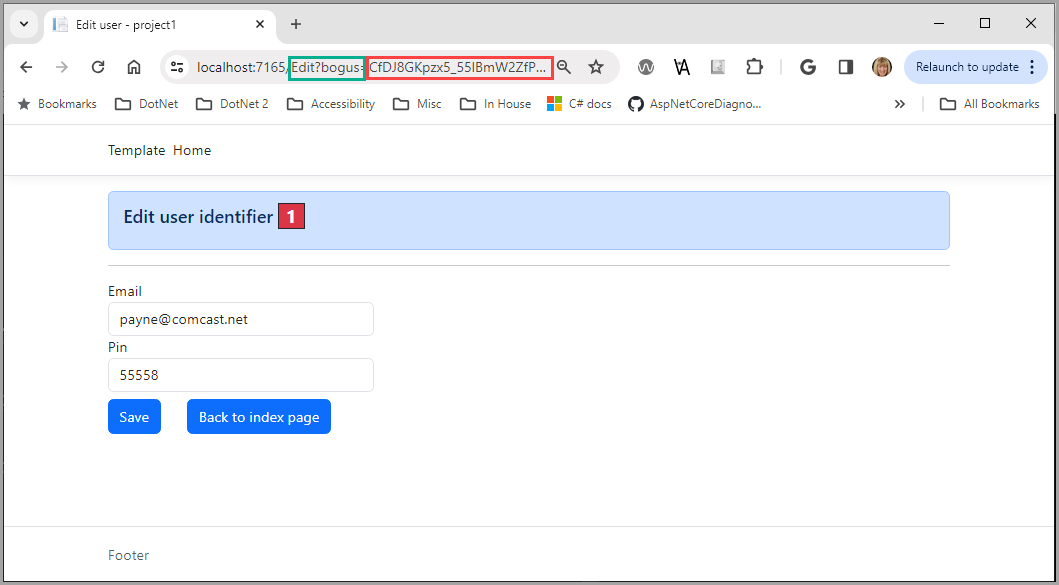 Edit user - project1
localhost:7165/Edit?bogus=CfDJ8GKpzx5_55IBmW2ZfP...
Relaunch to update
Bookmarks DotNet DotNet 2 Accessibility Misc In House C# docs AspNetCoreDiagno... » All Bookmarks
Template Home
Edit user identifier 1
Email
payne@comcast.net
Pin
55558
Save Back to index page
Footer